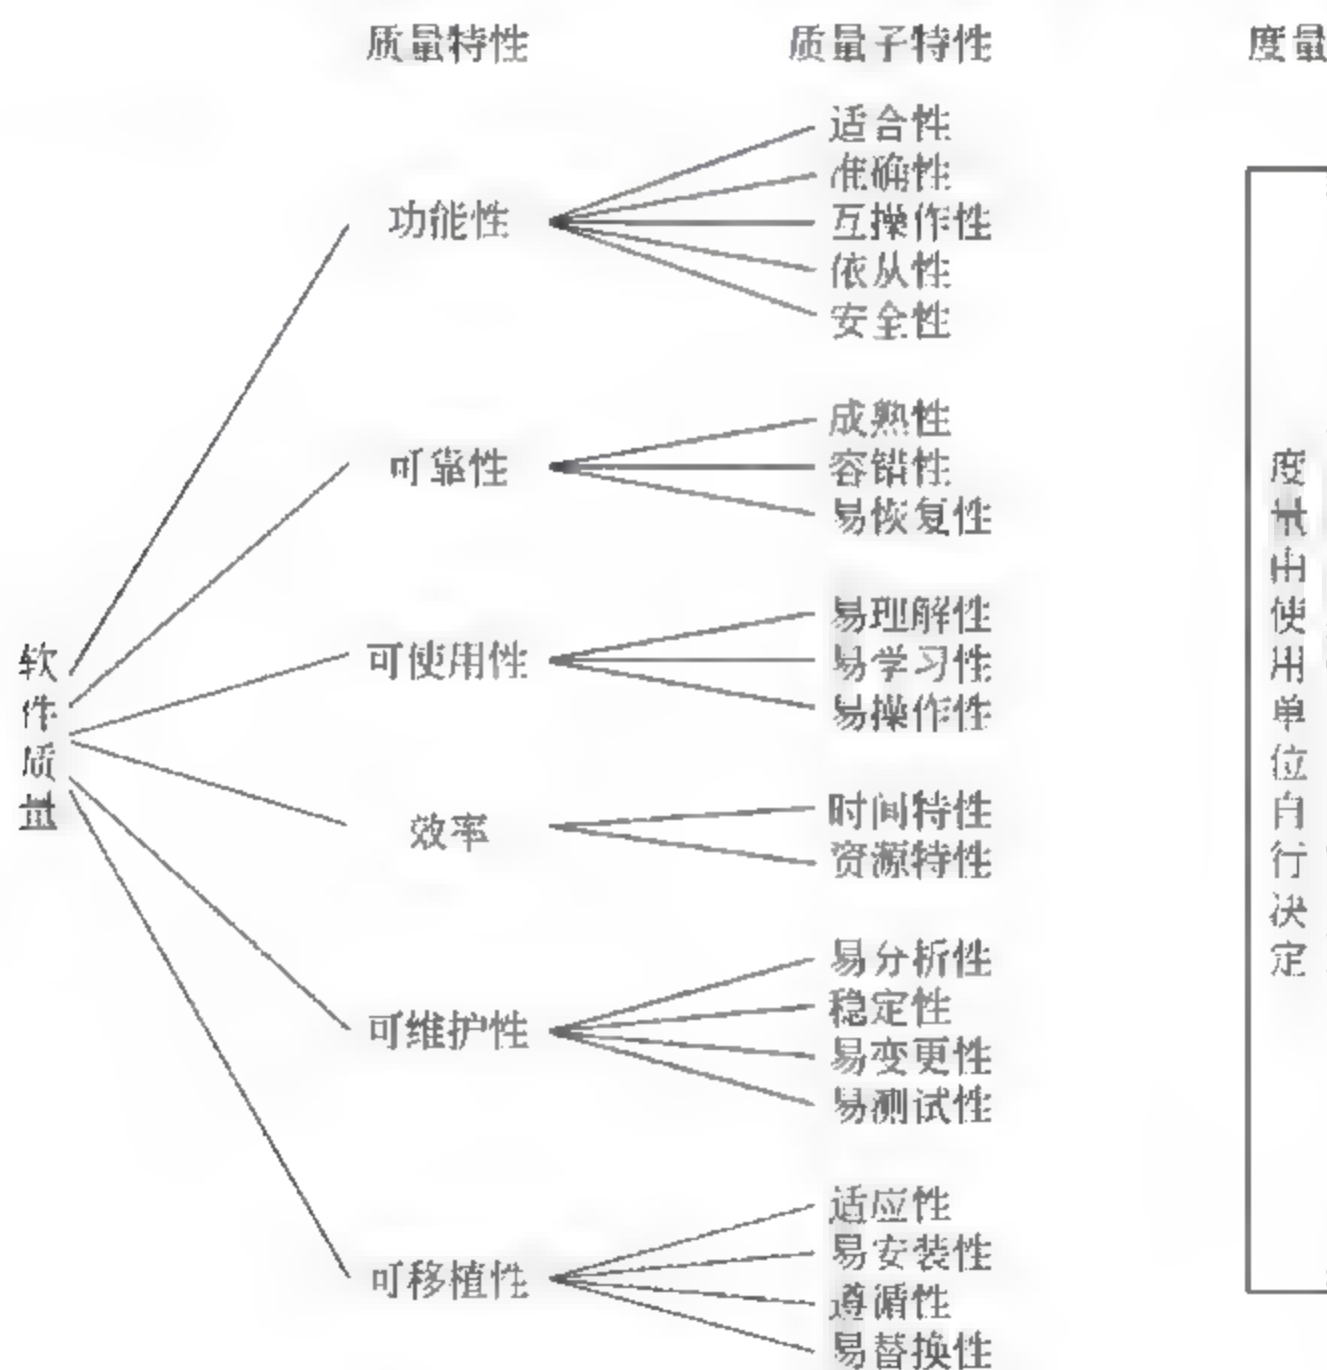 质量特性 质量子特性 度量
适合性
准确性
功能性 互操作性
依从性
安全性
成熟性
可靠性 容错性
易恢复性
易理解性
可使用性 易学习性
易操作性
时间特性
效率
资源特性
易分析性
稳定性
可维护性
易变更性
易测试性
适应性
易安装性
可移植性
遵循性
易替换性
软件质量
度量由使用单位自行决定